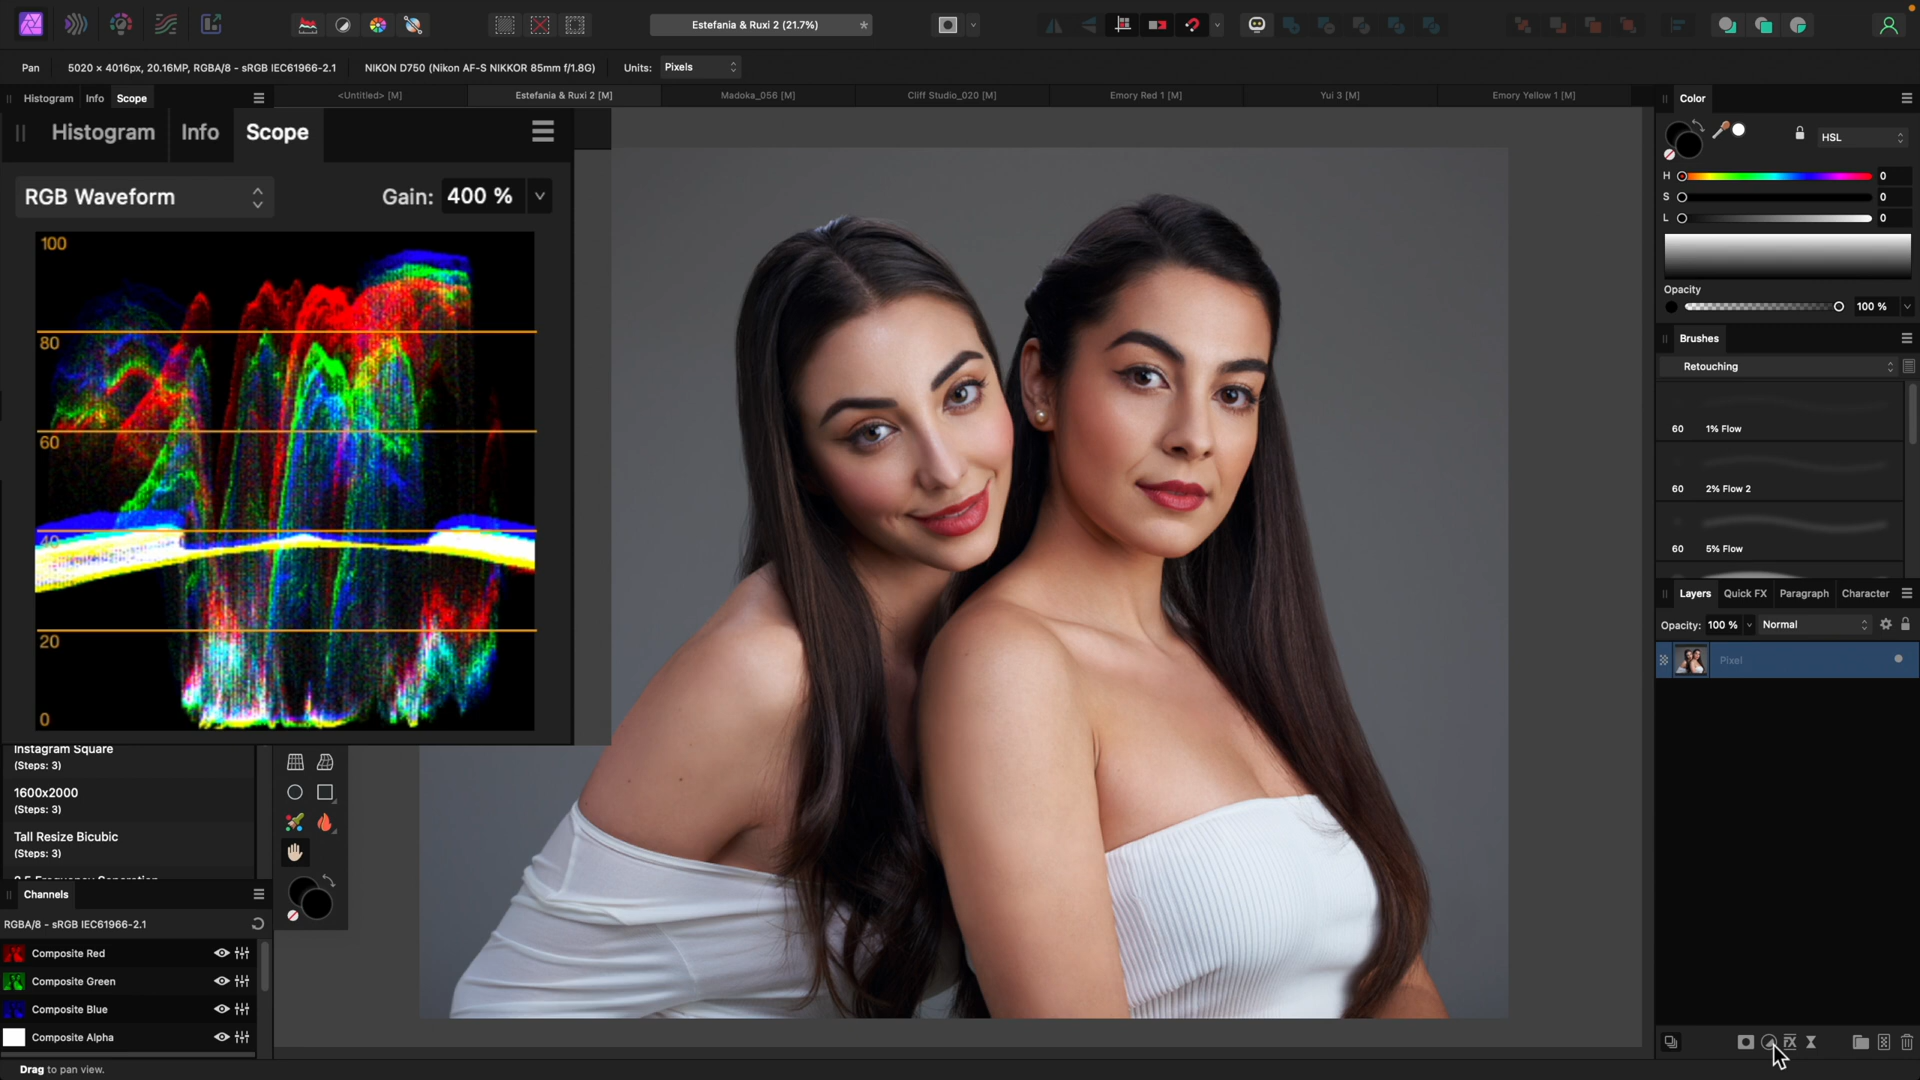 Estefania & Ruxi 2 (21.7%)
Pan
5020 × 4016px, 20.16MP, RGBA/8 - sRGB IEC61966-2.1
NIKON D750 (Nikon AF-S NIKKOR 85mm f/1.8G)
Units:
Pixels
Histogram
Info
Scope
<Untitled> [M]
Estefania & Ruxi 2 [M]
Madoka_056 [M]
Cliff Studio_020 [M]
Emory Red 1 [M]
Yui 3 [M]
Emory Yellow 1 [M]
Histogram
Info
Scope
RGB Waveform
Gain:
400 %
100
80
60
40
20
0
Instagram Square
(Steps: 3)
1600x2000
(Steps: 3)
Tall Resize Bicubic
(Steps: 3)
Channels
RGBA/8 - sRGB IEC61966-2.1
Composite Red
Composite Green
Composite Blue
Composite Alpha
Drag to pan view.
Color
HSL
H
0
S
0
L
0
Opacity
100 %
Brushes
Retouching
60
1% Flow
60
2% Flow 2
60
5% Flow
Layers
Quick FX
Paragraph
Character
Opacity:
100 %
Normal
Pixel